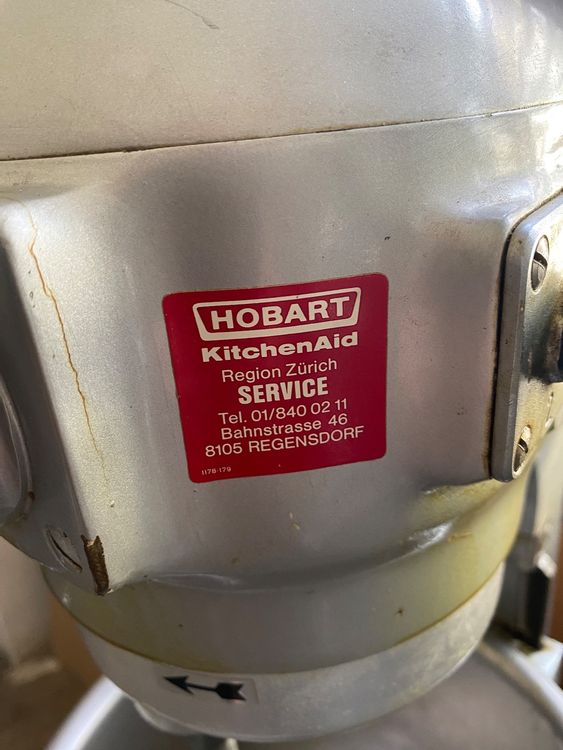 HOBART
KitchenAid
Region Zürich
SERVICE
Tel. 01/840 02 11
Bahnstrasse 46
8105 REGENSDORF
1178-179